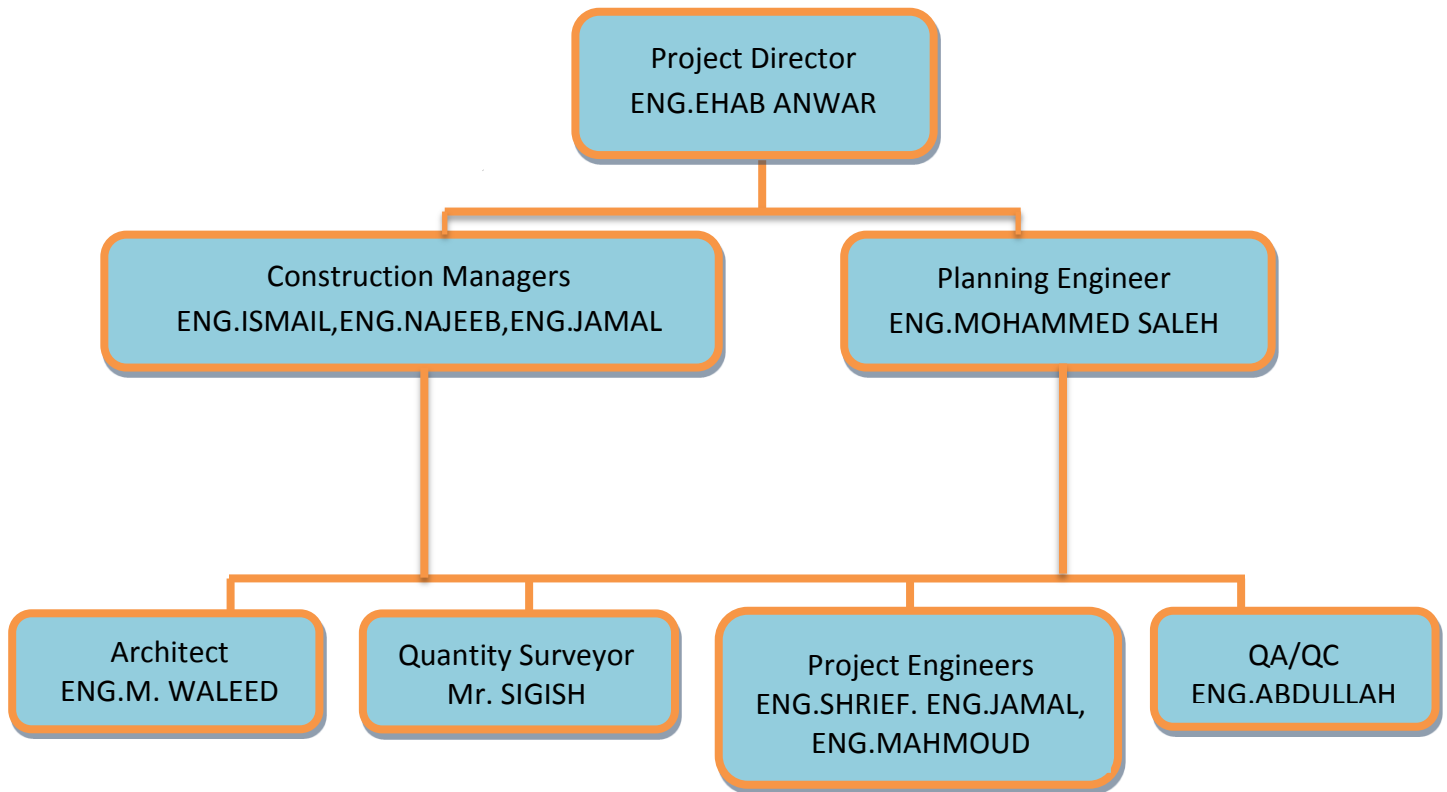 Project Director
ENG.EHAB ANWAR
Construction Managers
ENG.ISMAIL,ENG.NAJEEB,ENG.JAMAL
Planning Engineer
ENG.MOHAMMED SALEH
Architect
ENG.M. WALEED
Quantity Surveyor
Mr. SIGISH
Project Engineers
ENG.SHRIEF. ENG.JAMAL,
ENG.MAHMOUD
QA/QC
ENG.ABDULLAH